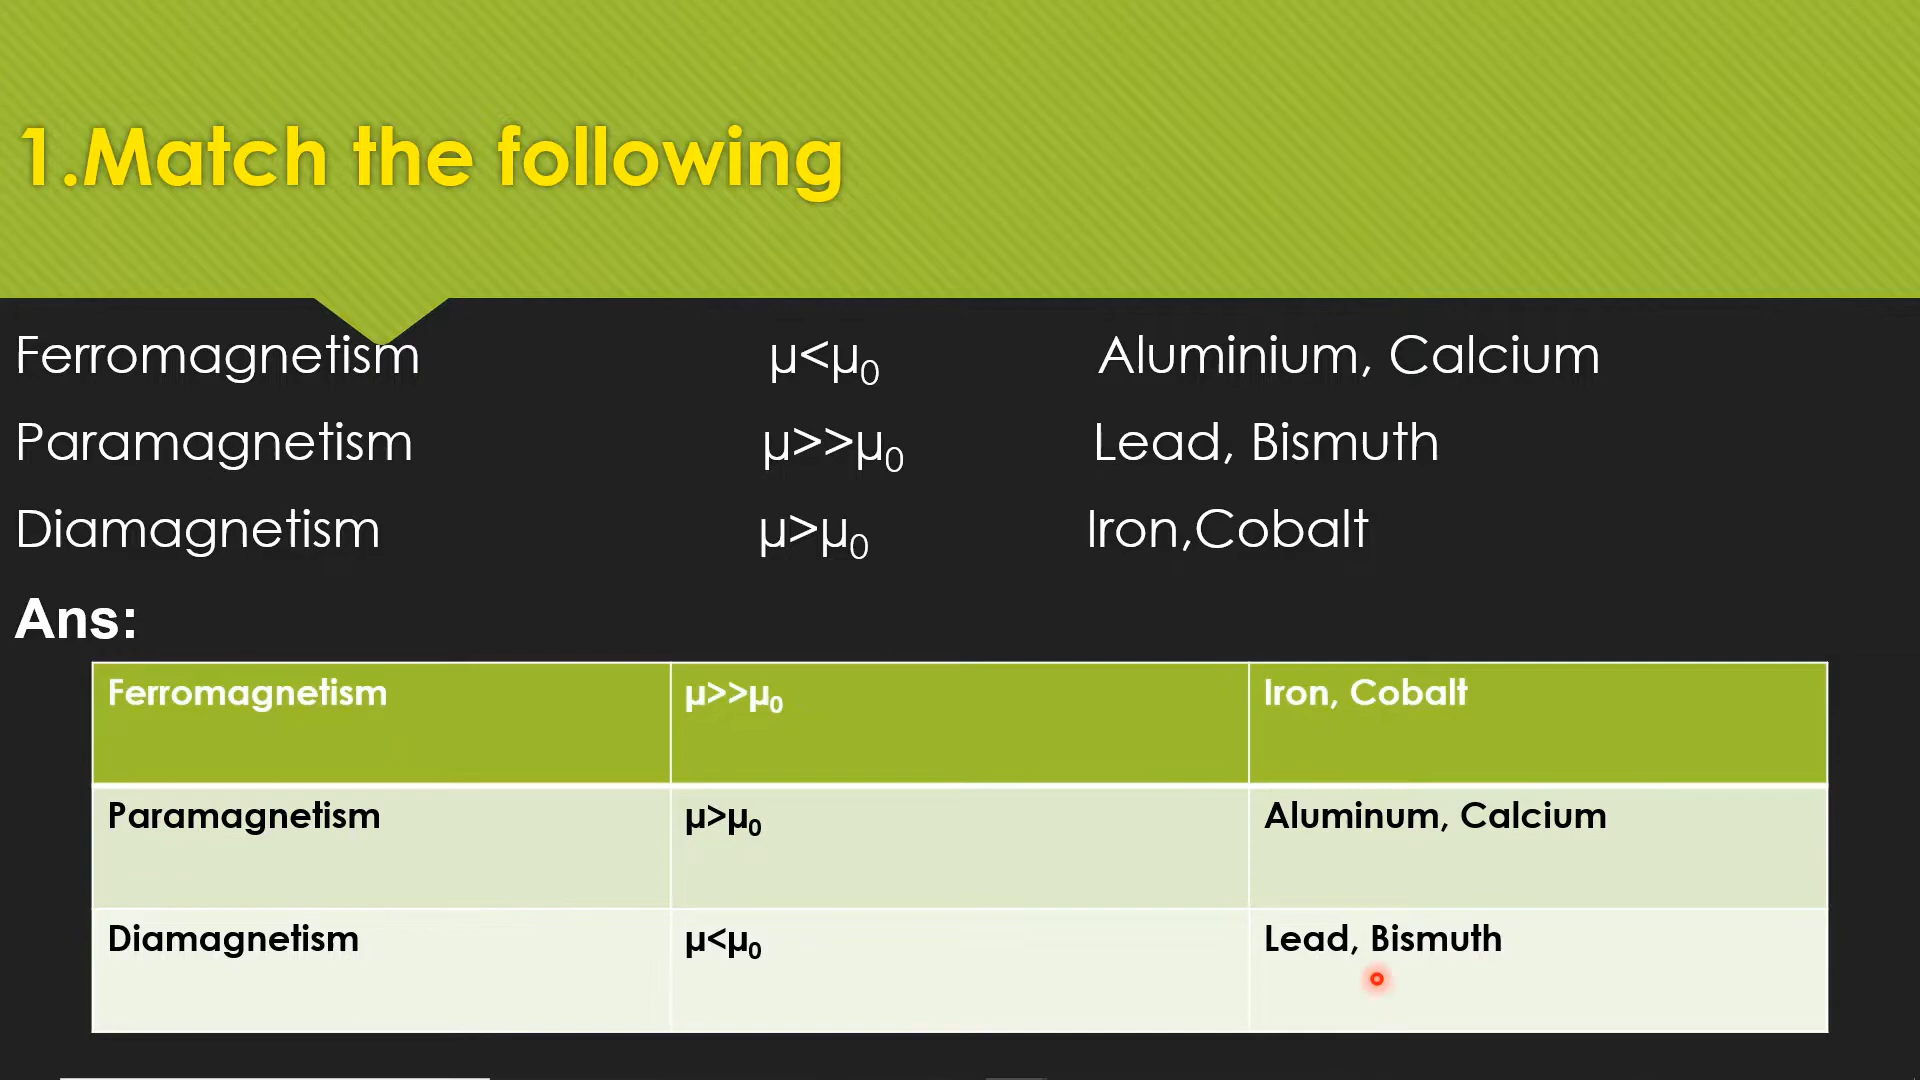 1.Match the following
Ferromagnetism μ<μ₀ Aluminium, Calcium
Paramagnetism μ>>μ₀ Lead, Bismuth
Diamagnetism μ>μ₀ Iron,Cobalt
Ans:
Ferromagnetism μ>>μ₀ Iron, Cobalt
Paramagnetism μ>μ₀ Aluminum, Calcium
Diamagnetism μ<μ₀ Lead, Bismuth